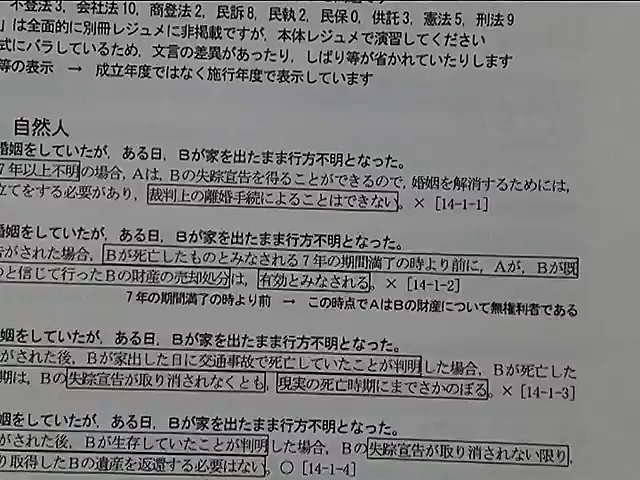 不登法3, 会社法10, 商登法2, 民訴8, 民執2, 民保0, 供託3, 憲法5, 刑法9
」は全面的に別冊レジュメに非掲載ですが, 本体レジュメで演習してください
式にバラしているため, 文言の差異があったり, しばり等が省かれていたりします
等の表示 → 成立年度ではなく施行年度で表示しています
自然人
婚姻をしていたが, ある日, Bが家を出たまま行方不明となった。
7年以上不明の場合, Aは, Bの失踪宣告を得ることができるので, 婚姻を解消するためには,
立てをする必要があり, 裁判上の離婚手続によることはできない。× [14-1-1]
婚姻をしていたが, ある日, Bが家を出たまま行方不明となった。
告がされた場合, Bが死亡したものとみなされる7年の期間満了の時より前に, Aが, Bが既
のと信じて行ったBの財産の売却処分は, 有効とみなされる。× [14-1-2]
7年の期間満了の時より前 → この時点でAはBの財産について無権利者である
姻をしていたが, ある日, Bが家を出たまま行方不明となった。
がされた後, Bが家出した日に交通事故で死亡していたことが判明した場合, Bが死亡した
期は, Bの失踪宣告が取り消されなくとも, 現実の死亡時期にまでさかのぼる。× [14-1-3]
姻をしていたが, ある日, Bが家を出たまま行方不明となった。
がされた後, Bが生存していたことが判明した場合, Bの失踪宣告が取り消されない限り,
り取得したBの遺産を返還する必要はない。○ [14-1-4]